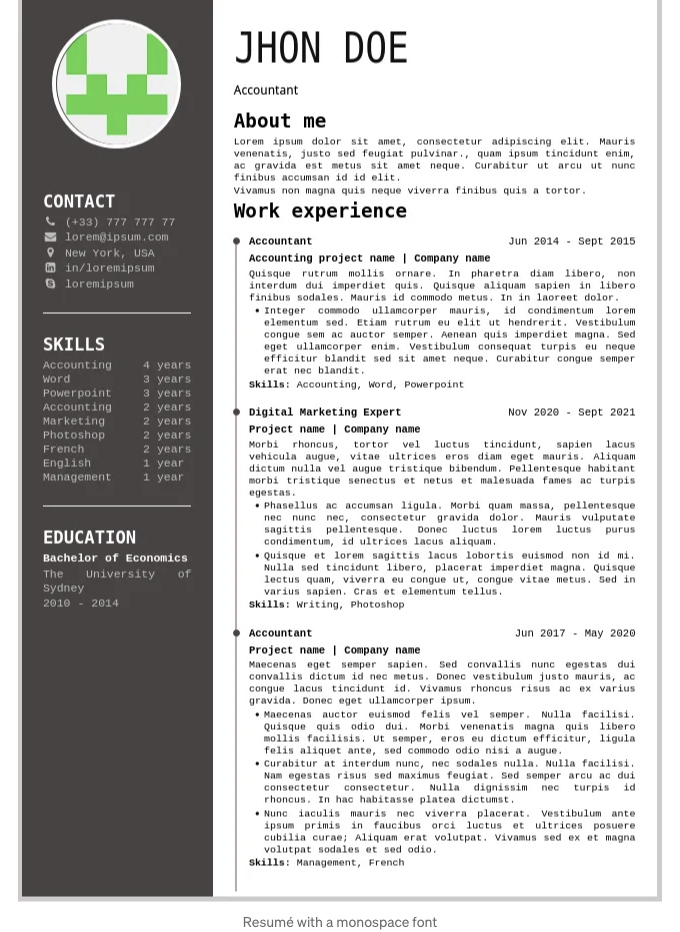 CONTACT
(+33) 777 777 77
lorem@ipsum.com
New York, USA
in/loremipsum
loremipsum
SKILLS
Accounting 4 years
Word 3 years
Powerpoint 3 years
Accounting 2 years
Marketing 2 years
Photoshop 2 years
French 2 years
English 1 year
Management 1 year
EDUCATION
Bachelor of Economics
The University of
Sydney
2010 - 2014
JHON DOE
Accountant
About me
Lorem ipsum dolor sit amet, consectetur adipiscing elit. Mauris
venenatis, justo sed feugiat pulvinar., quam ipsum tincidunt enim,
ac gravida est metus sit amet neque. Curabitur ut arcu ut nunc
finibus accumsan id id elit.
Vivamus non magna quis neque viverra finibus quis a tortor.
Work experience
Accountant Jun 2014 - Sept 2015
Accounting project name | Company name
Quisque rutrum mollis ornare. In pharetra diam libero, non
interdum dui imperdiet quis. Quisque aliquam sapien in libero
finibus sodales. Mauris id commodo metus. In in laoreet dolor.
• Integer commodo ullamcorper mauris, id condimentum lorem
elementum sed. Etiam rutrum eu elit ut hendrerit. Vestibulum
congue sem ac auctor semper. Aenean quis imperdiet magna. Sed
eget ullamcorper enim. Vestibulum consequat turpis eu neque
efficitur blandit sed sit amet neque. Curabitur congue semper
erat nec blandit.
Skills: Accounting, Word, Powerpoint
Digital Marketing Expert Nov 2020 - Sept 2021
Project name | Company name
Morbi rhoncus, tortor vel luctus tincidunt, sapien lacus
vehicula augue, vitae ultrices eros diam eget mauris. Aliquam
dictum nulla vel augue tristique bibendum. Pellentesque habitant
morbi tristique senectus et netus et malesuada fames ac turpis
egestas.
• Phasellus ac accumsan ligula. Morbi quam massa, pellentesque
nec nunc nec, consectetur gravida dolor. Mauris vulputate
sagittis pellentesque. Donec luctus lorem luctus purus
condimentum, id ultrices lacus aliquam.
• Quisque et lorem sagittis lacus lobortis euismod non id mi.
Nulla sed tincidunt libero, placerat imperdiet magna. Quisque
lectus quam, viverra eu congue ut, congue vitae metus. Sed in
varius sapien. Cras et elementum tellus.
Skills: Writing, Photoshop
Accountant Jun 2017 - May 2020
Project name | Company name
Maecenas eget semper sapien. Sed convallis nunc egestas dui
convallis dictum id nec metus. Donec vestibulum justo mauris, ac
congue lacus tincidunt id. Vivamus rhoncus risus ac ex varius
gravida. Donec eget ullamcorper ipsum.
• Maecenas auctor euismod felis vel semper. Nulla facilisi.
Quisque quis odio dui. Morbi venenatis magna quis libero
mollis facilisis. Ut semper, eros eu dictum efficitur, ligula
felis aliquet ante, sed commodo odio nisi a augue.
• Curabitur at interdum nunc, nec sodales nulla. Nulla facilisi.
Nam egestas risus sed maximus feugiat. Sed semper arcu ac dui
consectetur consectetur. Nulla dignissim nec turpis id
rhoncus. In hac habitasse platea dictumst.
• Nunc iaculis mauris nec viverra placerat. Vestibulum ante
ipsum primis in faucibus orci luctus et ultrices posuere
cubilia curae; Aliquam erat volutpat. Vivamus sed ex et magna
volutpat sodales et sed odio.
Skills: Management, French
Resumé with a monospace font